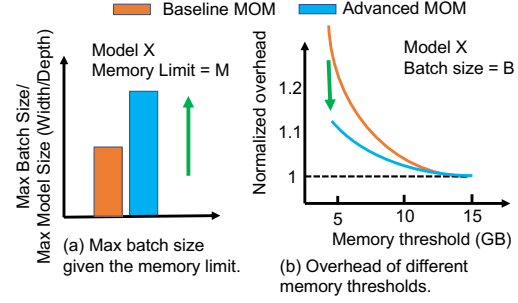 Baseline MOM
Advanced MOM
Max Batch Size/
Max Model Size (Width/Depth)
Model X
Memory Limit = M
(a) Max batch size
given the memory limit.
Normalized overhead
1.2
1.1
1
Model X
Batch size = B
5
10
15
Memory threshold (GB)
(b) Overhead of different
memory thresholds.